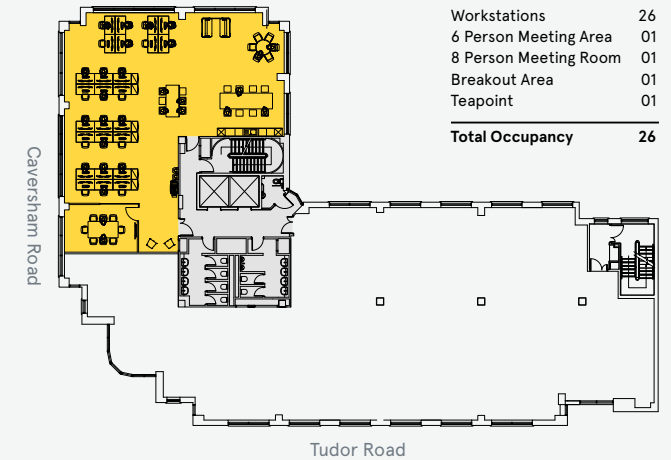 Workstations 26
6 Person Meeting Area 01
8 Person Meeting Room 01
Breakout Area 01
Teapoint 01
Total Occupancy 26
Caversham Road
Tudor Road